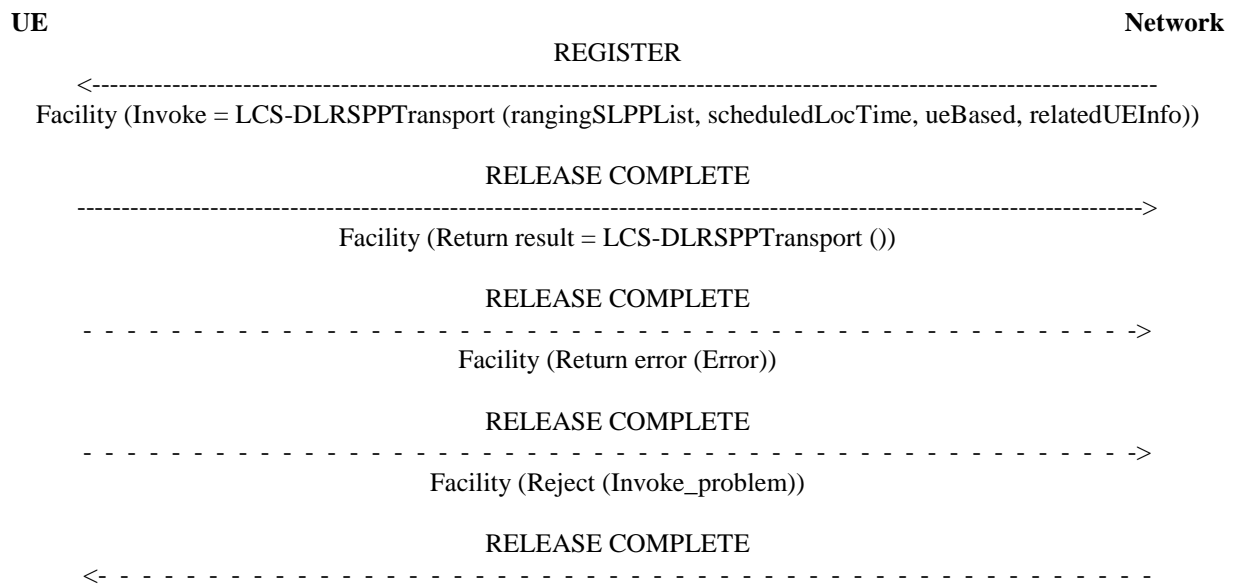 UE Network
REGISTER
<------------------------------------------------------------------------------------------------------------------------
Facility (Invoke = LCS-DLRSPPTransport (rangingSLPPList, scheduledLocTime, ueBased, relatedUEInfo))
RELEASE COMPLETE
------------------------------------------------------------------------------------------------------------------------>
Facility (Return result = LCS-DLRSPPTransport ())
RELEASE COMPLETE
- - - - - - - - - - - - - - - - - - - - - - - - - - - - - - - - - - - - - - - - - - - - - - - - ->
Facility (Return error (Error))
RELEASE COMPLETE
- - - - - - - - - - - - - - - - - - - - - - - - - - - - - - - - - - - - - - - - - - - - - - - - ->
Facility (Reject (Invoke_problem))
RELEASE COMPLETE
<- - - - - - - - - - - - - - - - - - - - - - - - - - - - - - - - - - - - - - - - - - - - - - - -